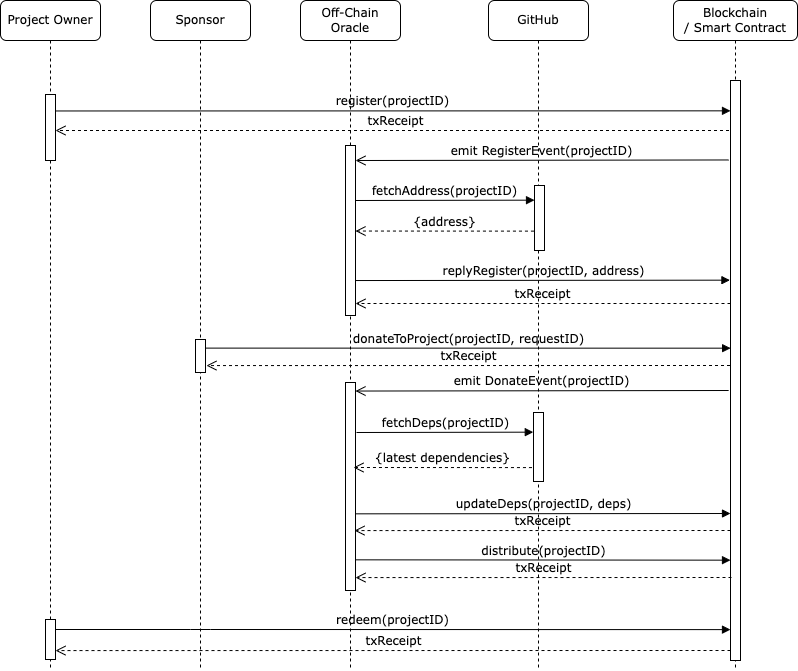 Project Owner
Sponsor
Off-Chain
Oracle
GitHub
Blockchain
/ Smart Contract
register(projectID)
txReceipt
emit RegisterEvent(projectID)
fetchAddress(projectID)
{address}
replyRegister(projectID, address)
txReceipt
donateToProject(projectID, requestID)
txReceipt
emit DonateEvent(projectID)
fetchDeps(projectID)
{latest dependencies}
updateDeps(projectID, deps)
txReceipt
distribute(projectID)
txReceipt
redeem(projectID)
txReceipt